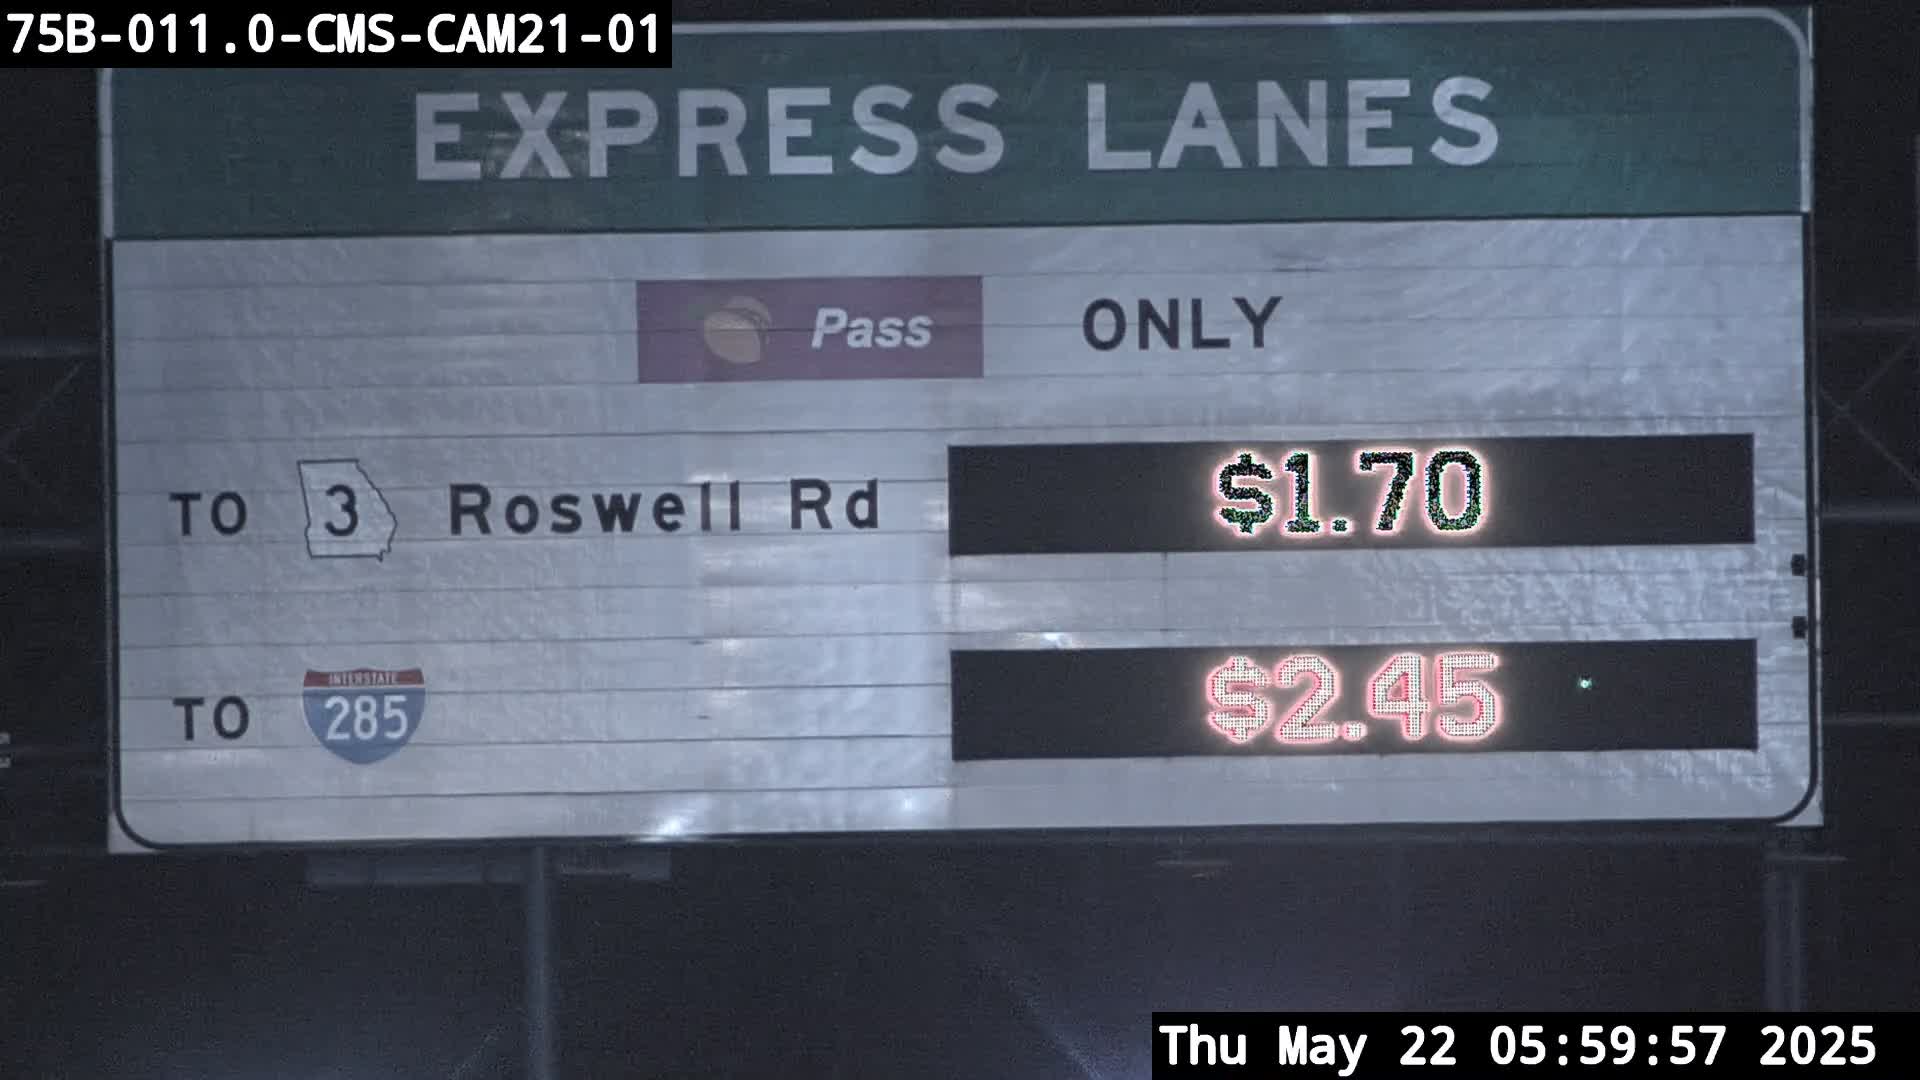 75B-011.0-CMS-CAM21-01
EXPRESS LANES
Pass ONLY
TO 3 Roswell Rd $1.70
TO INTERSTATE 285 $2.45
Thu May 22 05:59:57 2025